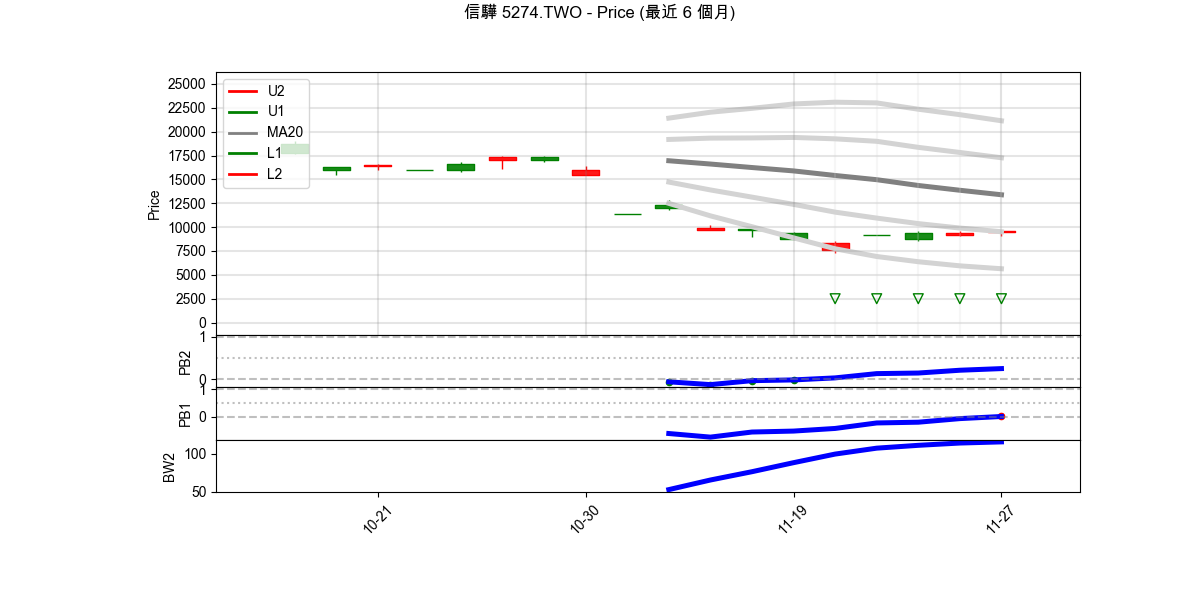 信驊 5274.TWO - Price (最近 6 個月)
25000
22500
20000
17500
15000
12500
10000
7500
5000
2500
0
Price
U2
U1
MA20
L1
L2
1
0
PB2
1
0
PB1
100
50
BW2
10-21
10-30
11-19
11-27